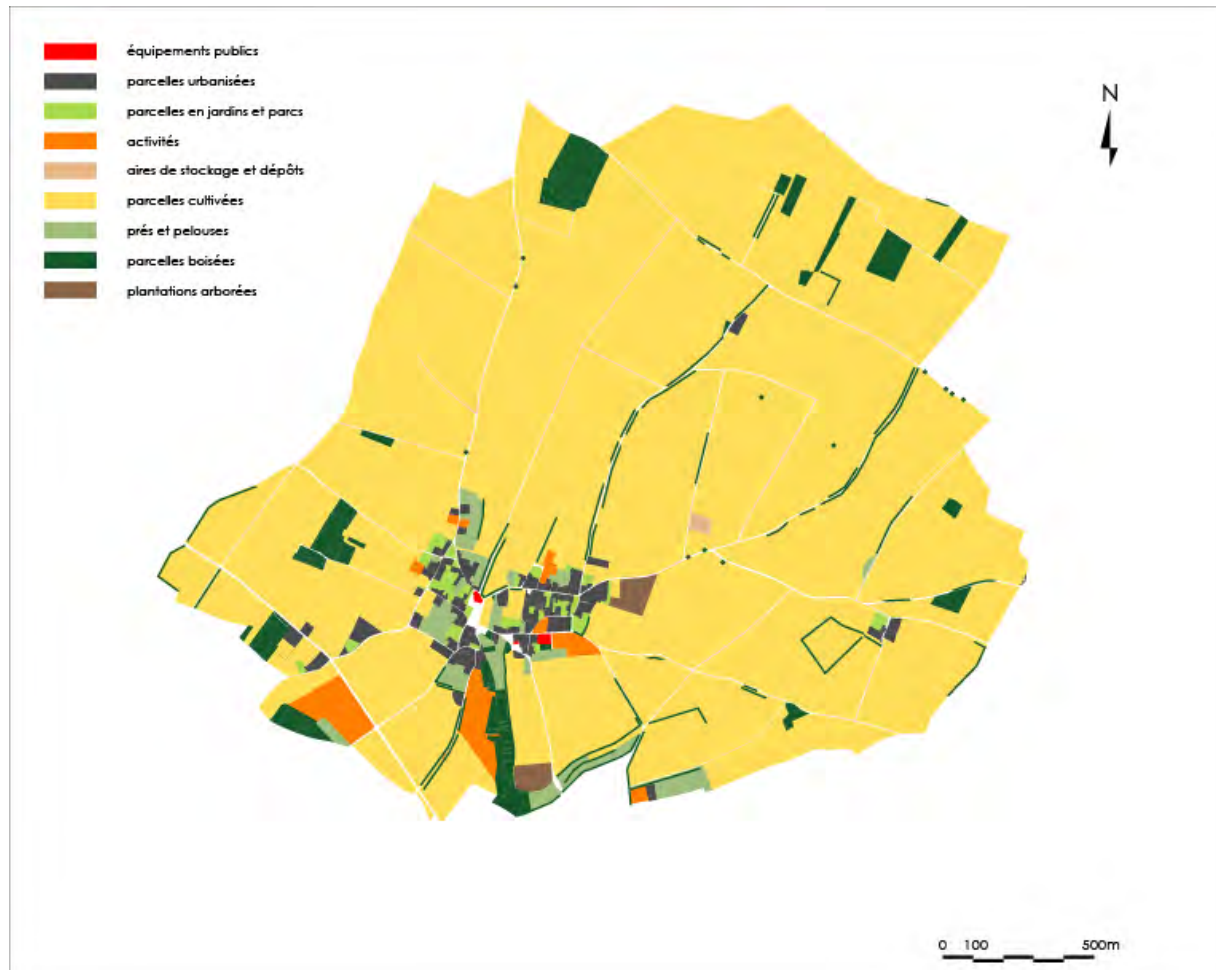 équipements publics
parcelles urbanisées
parcelles en jardins et parcs
activités
aires de stockage et dépôts
parcelles cultivées
prés et pelouses
parcelles boisées
plantations arborées
N
0 100 500m